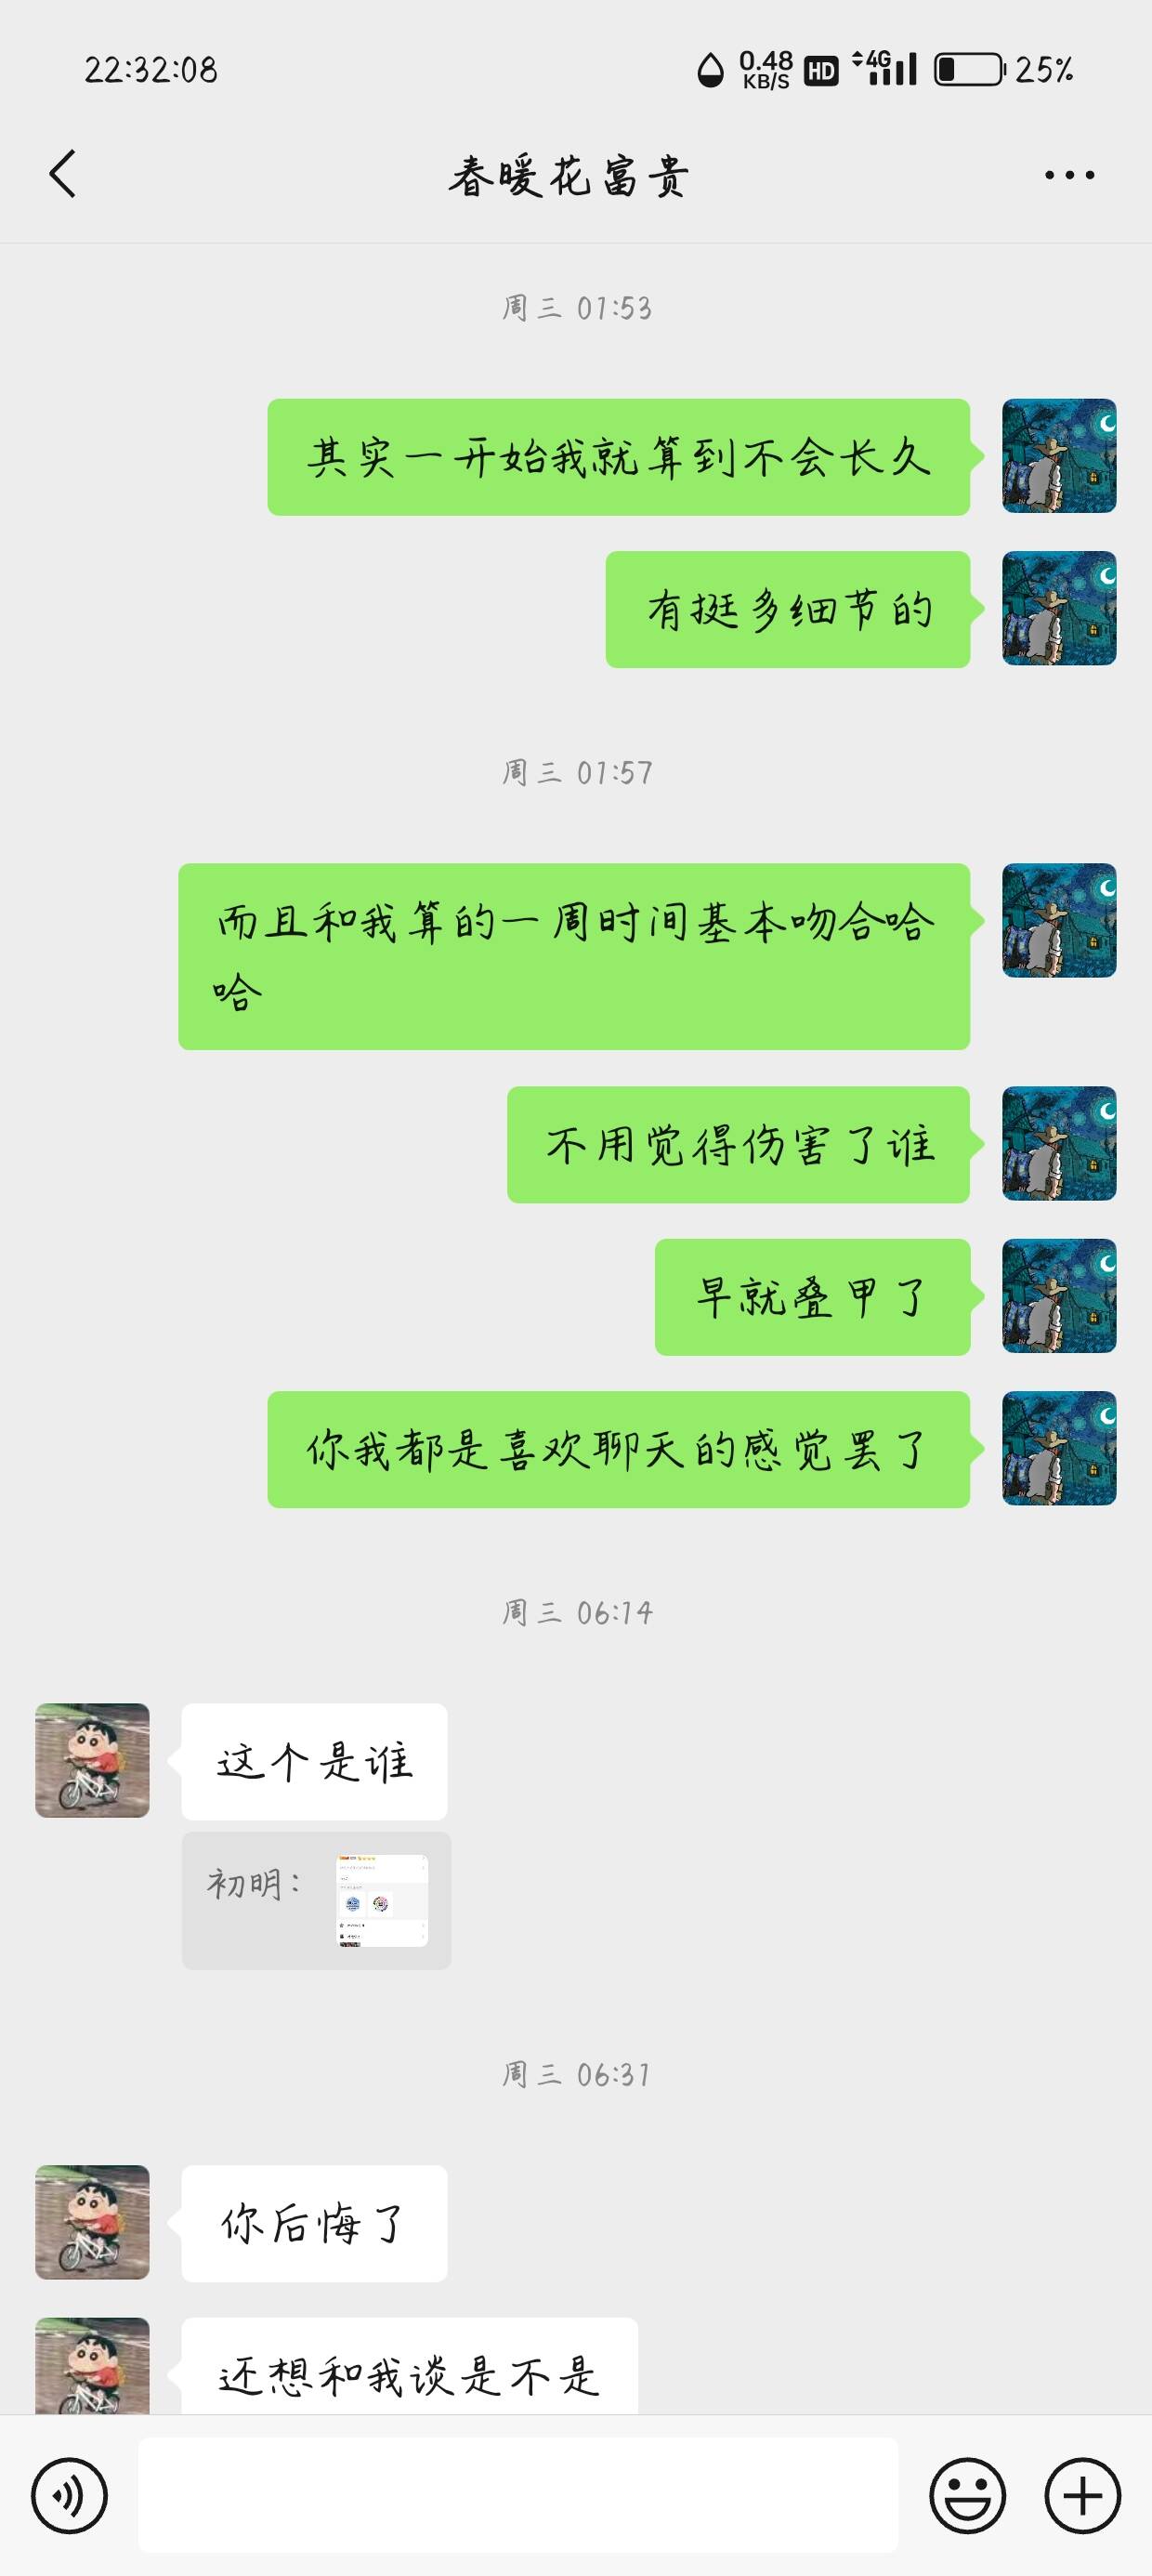 22:32:08
0.48
KB/S
HD
4G
25%
春暖花富贵
周三 01:53
其实一开始我就算到不会长久
有挺多细节的
周三 01:57
而且和我算的一周时间基本吻合哈
哈
不用觉得伤害了谁
早就叠甲了
你我都是喜欢聊天的感觉罢了
周三 06:14
这个是谁
初明：
周三 06:31
你后悔了
还想和我谈是不是